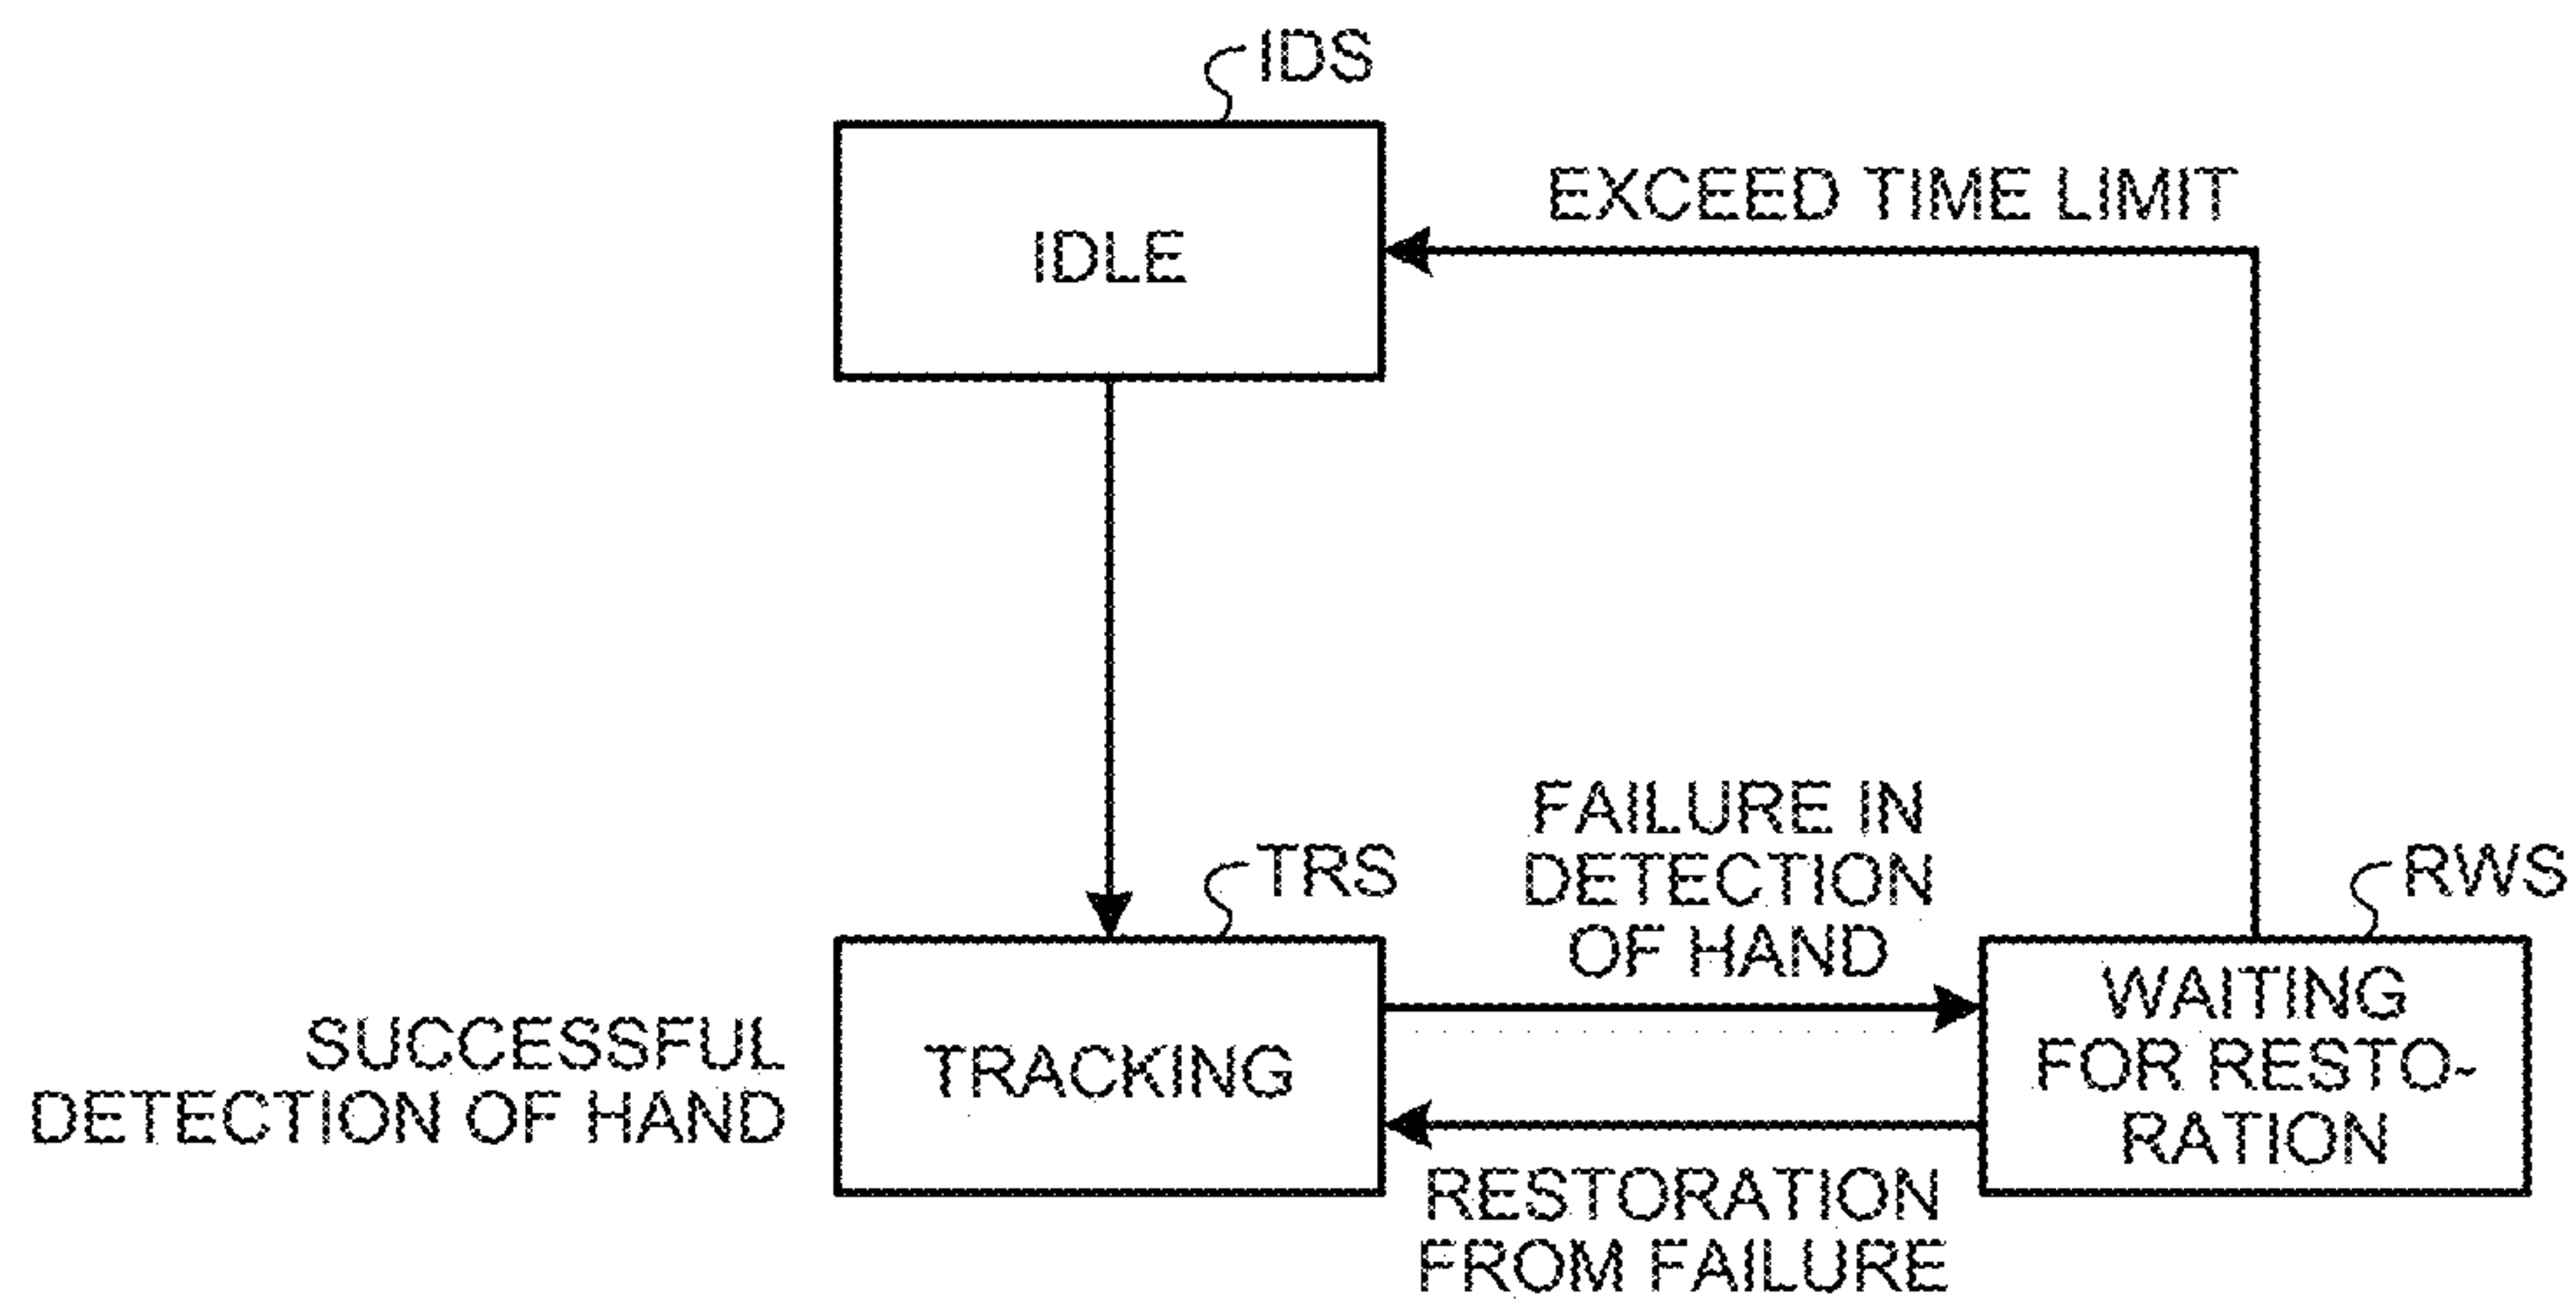 IDS
IDLE
EXCEED TIME LIMIT
TRS
FAILURE IN
DETECTION
OF HAND
RWS
SUCCESSFUL
DETECTION OF HAND
TRACKING
WAITING
FOR RESTO-
RATION
RESTORATION
FROM FAILURE